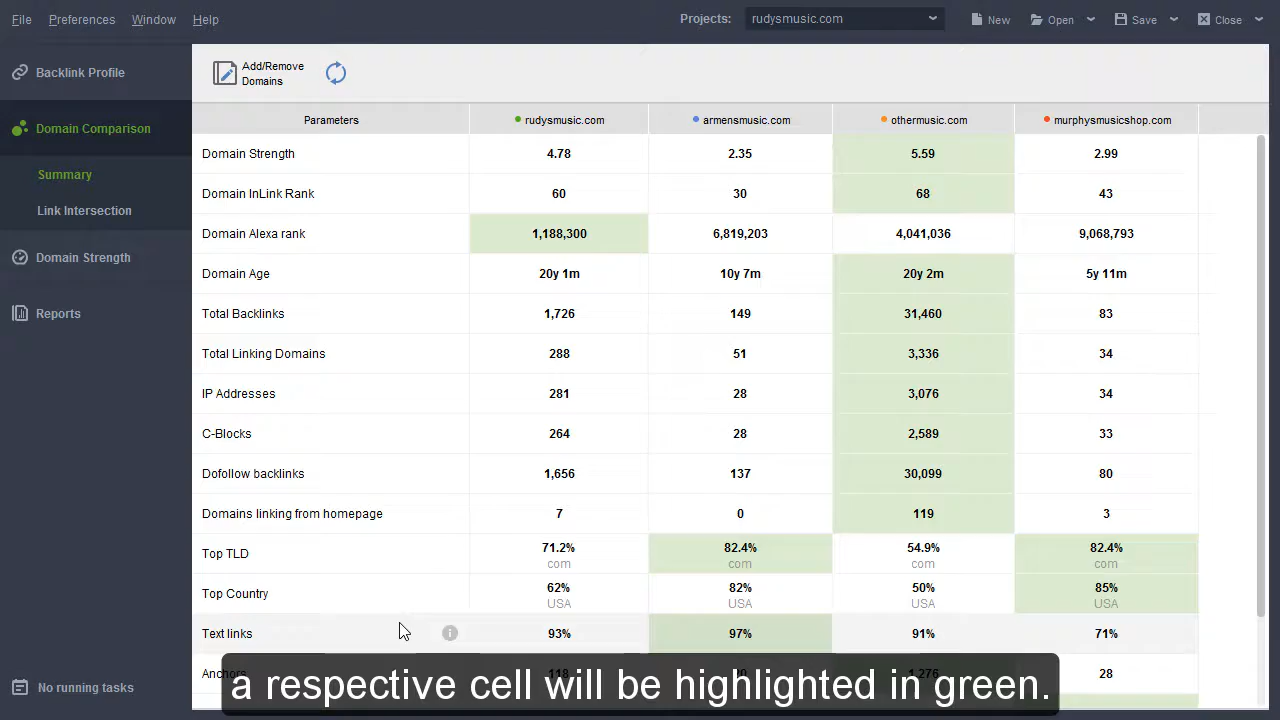 File Preferences Window Help Projects: rudysmusic.com New Open Save Close
Add/Remove
Domains
Backlink Profile
Domain Comparison
Summary
Link Intersection
Domain Strength
Reports
No running tasks
Parameters rudysmusic.com armensmusic.com othermusic.com murphysmusicshop.com
Domain Strength 4.78 2.35 5.59 2.99
Domain InLink Rank 60 30 68 43
Domain Alexa rank 1,188,300 6,819,203 4,041,036 9,068,793
Domain Age 20y 1m 10y 7m 20y 2m 5y 11m
Total Backlinks 1,726 149 31,460 83
Total Linking Domains 288 51 3,336 34
IP Addresses 281 28 3,076 34
C-Blocks 264 28 2,589 33
Dofollow backlinks 1,656 137 30,099 80
Domains linking from homepage 7 0 119 3
Top TLD 71.2% 82.4% 54.9% 82.4%
com com com com
Top Country 62% 82% 50% 85%
USA USA USA USA
Text links 93% 97% 91% 71%
Anchors 118 1,276 28
a respective cell will be highlighted in green.